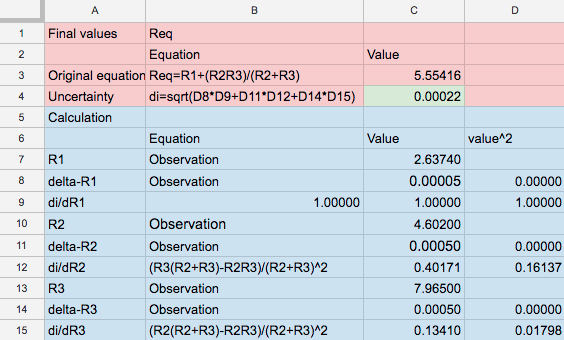 A B C D
1 Final values Req
2 Equation Value
3 Original equation Req=R1+(R2R3)/(R2+R3) 5.55416
4 Uncertainty di=sqrt(D8*D9+D11*D12+D14*D15) 0.00022
5 Calculation
6 Equation Value value^2
7 R1 Observation 2.63740
8 delta-R1 Observation 0.00005 0.00000
9 di/dR1 1.00000 1.00000 1.00000
10 R2 Observation 4.60200
11 delta-R2 Observation 0.00050 0.00000
12 di/dR2 (R3(R2+R3)-R2R3)/(R2+R3)^2 0.40171 0.16137
13 R3 Observation 7.96500
14 delta-R3 Observation 0.00050 0.00000
15 di/dR3 (R2(R2+R3)-R2R3)/(R2+R3)^2 0.13410 0.01798